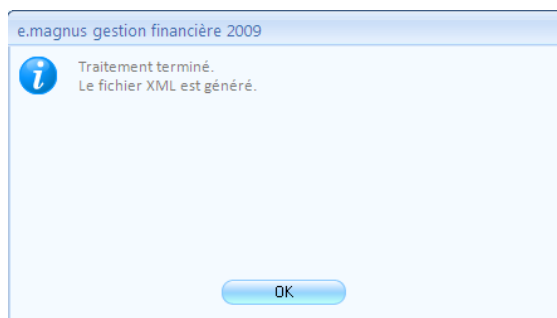 e.magnus gestion financière 2009
Traitement terminé.
Le fichier XML est généré.
OK